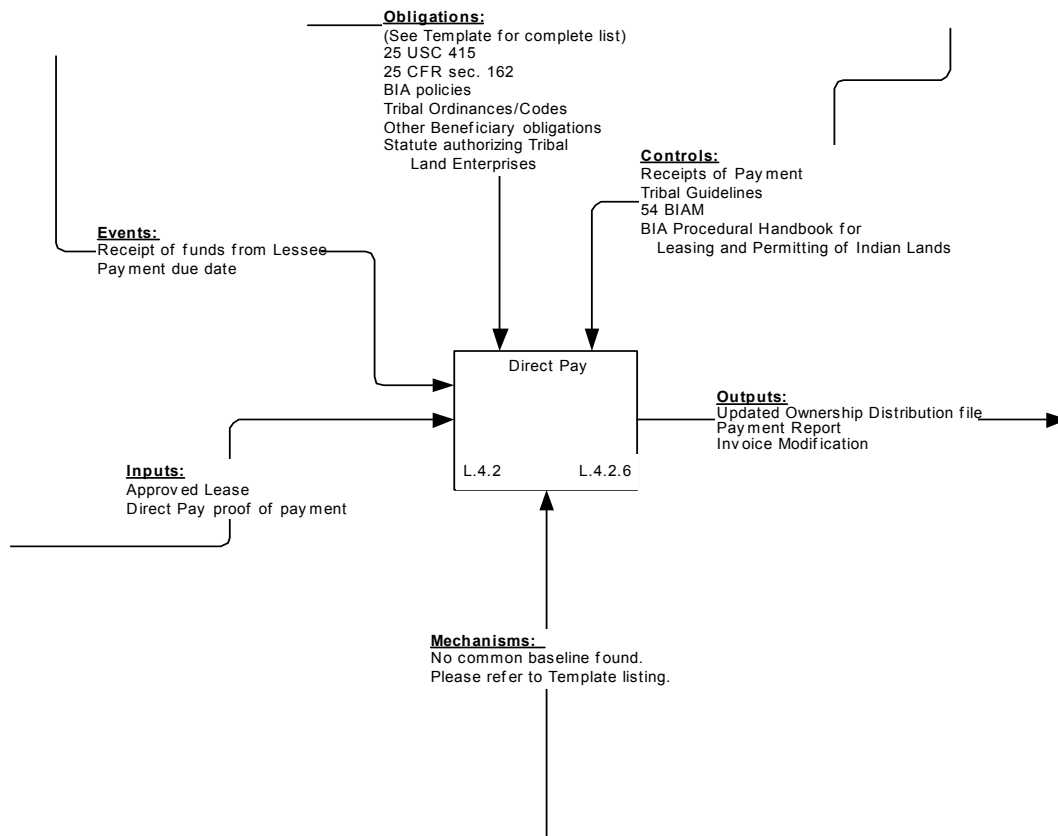 Obligations:
(See Template for complete list)
25 USC 415
25 CFR sec. 162
BIA policies
Tribal Ordinances/Codes
Other Beneficiary obligations
Statute authorizing Tribal
Land Enterprises
Controls:
Receipts of Payment
Tribal Guidelines
54 BIAM
BIA Procedural Handbook for
Leasing and Permitting of Indian Lands
Events:
Receipt of funds from Lessee
Payment due date
Direct Pay
L.4.2 L.4.2.6
Outputs:
Updated Ownership Distribution file
Payment Report
Invoice Modification
Inputs:
Approved Lease
Direct Pay proof of payment
Mechanisms:
No common baseline found.
Please refer to Template listing.